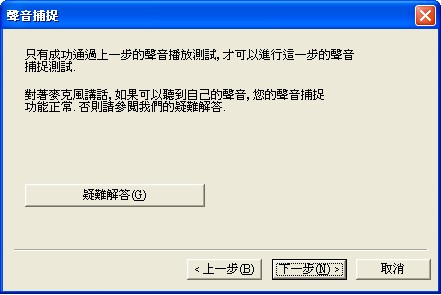 聲音捕捉
只有成功通過上一步的聲音播放測試,才可以進行這一步的聲音
捕捉測試.
對著麥克風講話,如果可以聽到自己的聲音,您的聲音捕捉
功能正常.否則請參閱我們的疑難解答.
疑難解答(G)
< 上一步(B)
下一步(N) >
取消